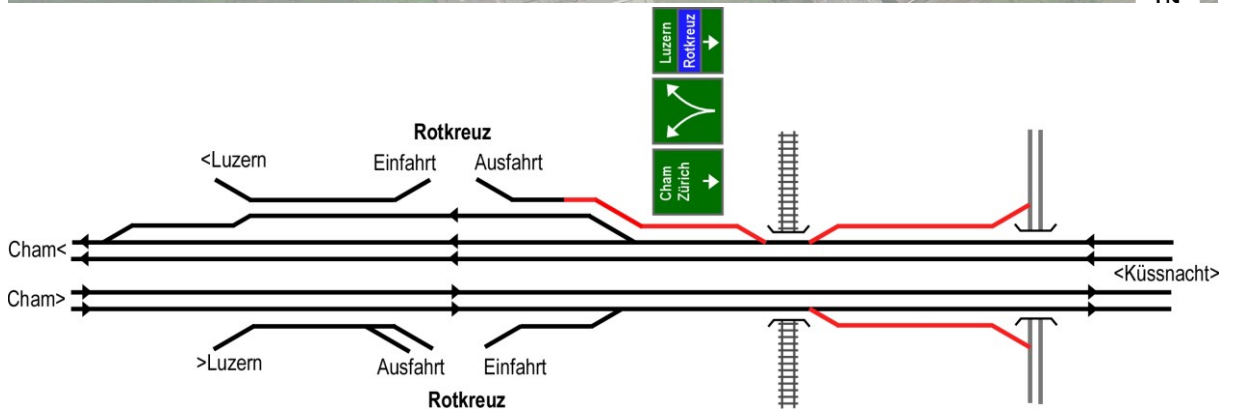 Luzern
Rotkreuz
Cham
Zürich
Rotkreuz
<Luzern
Einfahrt
Ausfahrt
Cham<
<Küssnacht>
Cham>
>Luzern
Ausfahrt
Einfahrt
Rotkreuz